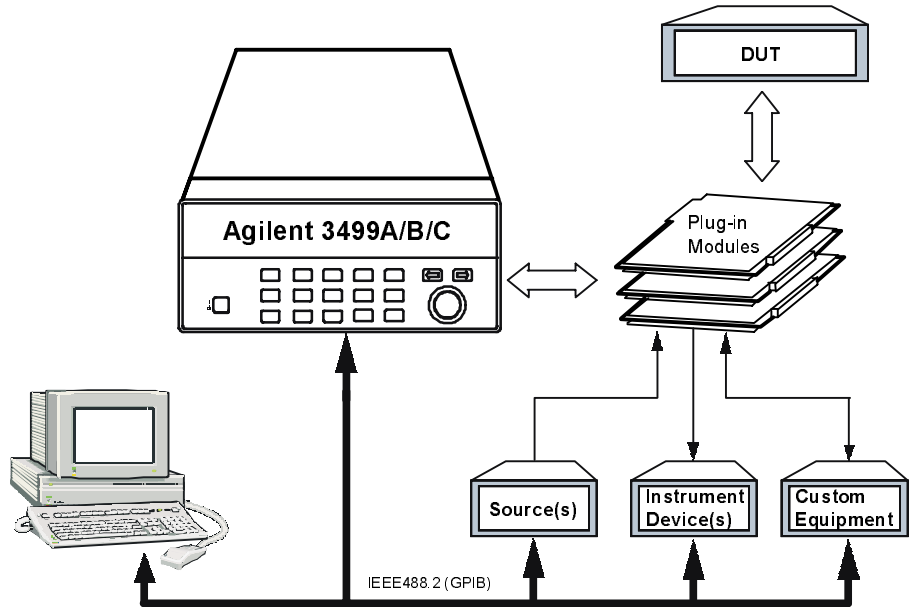 DUT
Agilent 3499A/B/C
Plug-in
Modules
Source(s)
Instrument
Device(s)
Custom
Equipment
IEEE488.2 (GPIB)